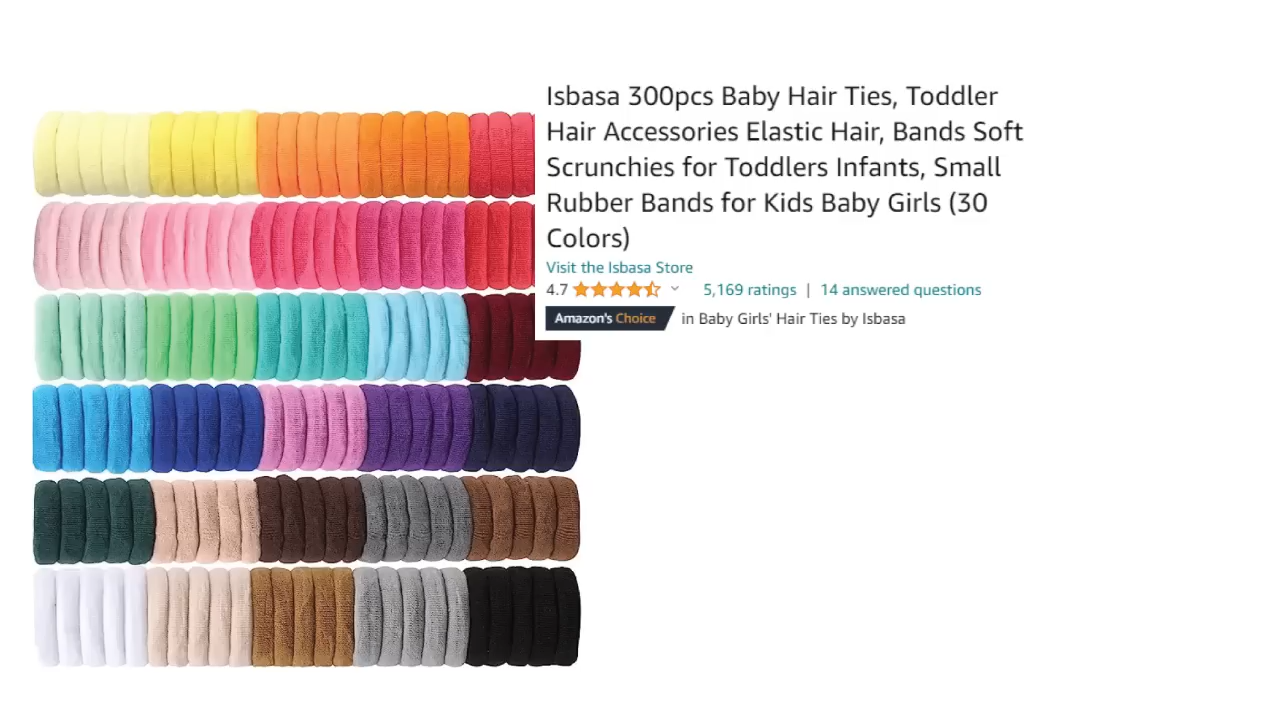 Isbasa 300pcs Baby Hair Ties, Toddler
Hair Accessories Elastic Hair, Bands Soft
Scrunchies for Toddlers Infants, Small
Rubber Bands for Kids Baby Girls (30
Colors)
Visit the Isbasa Store
4.7 5,169 ratings | 14 answered questions
Amazon's Choice in Baby Girls' Hair Ties by Isbasa